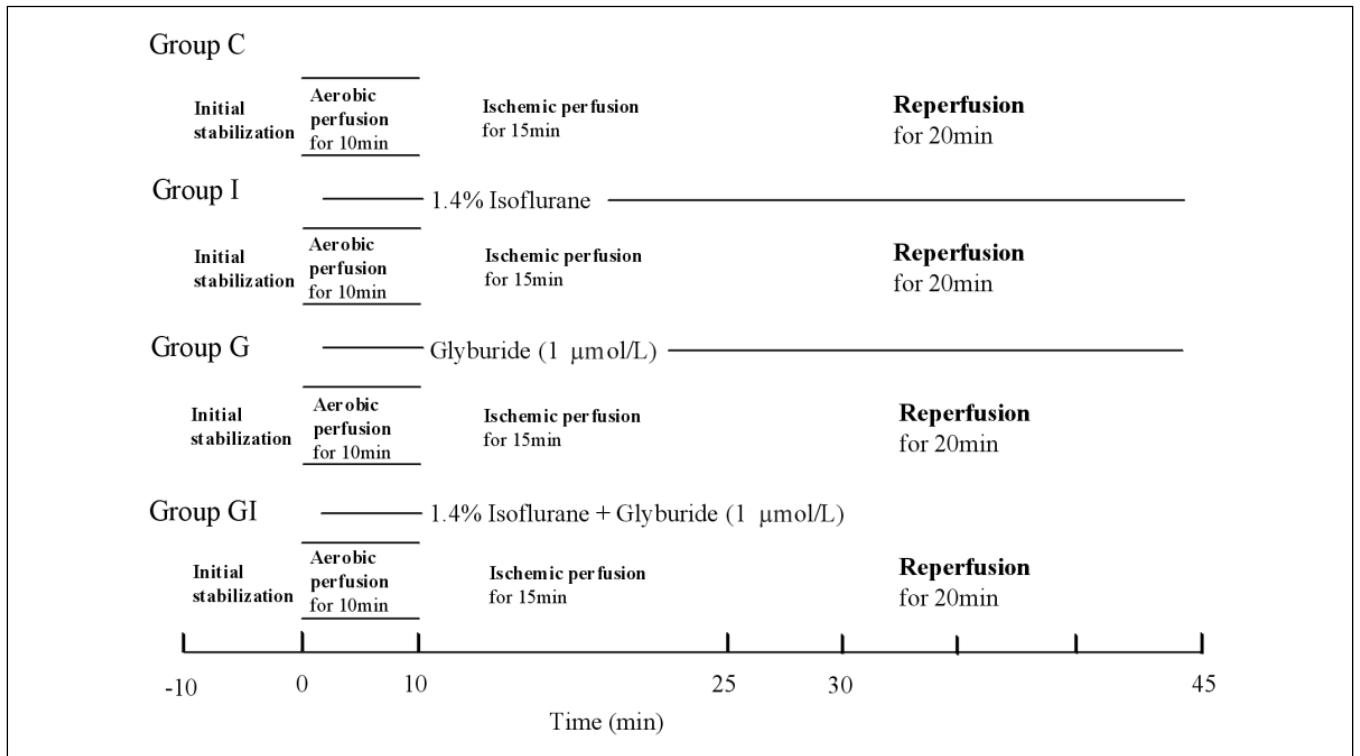 Group C
Initial
stabilization
Aerobic
perfusion
for 10min
Ischemic perfusion
for 15min
Reperfusion
for 20min
Group I
1.4% Isoflurane
Initial
stabilization
Aerobic
perfusion
for 10min
Ischemic perfusion
for 15min
Reperfusion
for 20min
Group G
Glyburide (1 μmol/L)
Initial
stabilization
Aerobic
perfusion
for 10min
Ischemic perfusion
for 15min
Reperfusion
for 20min
Group GI
1.4% Isoflurane + Glyburide (1 μmol/L)
Initial
stabilization
Aerobic
perfusion
for 10min
Ischemic perfusion
for 15min
Reperfusion
for 20min
-10 0 10 25 30 45
Time (min)